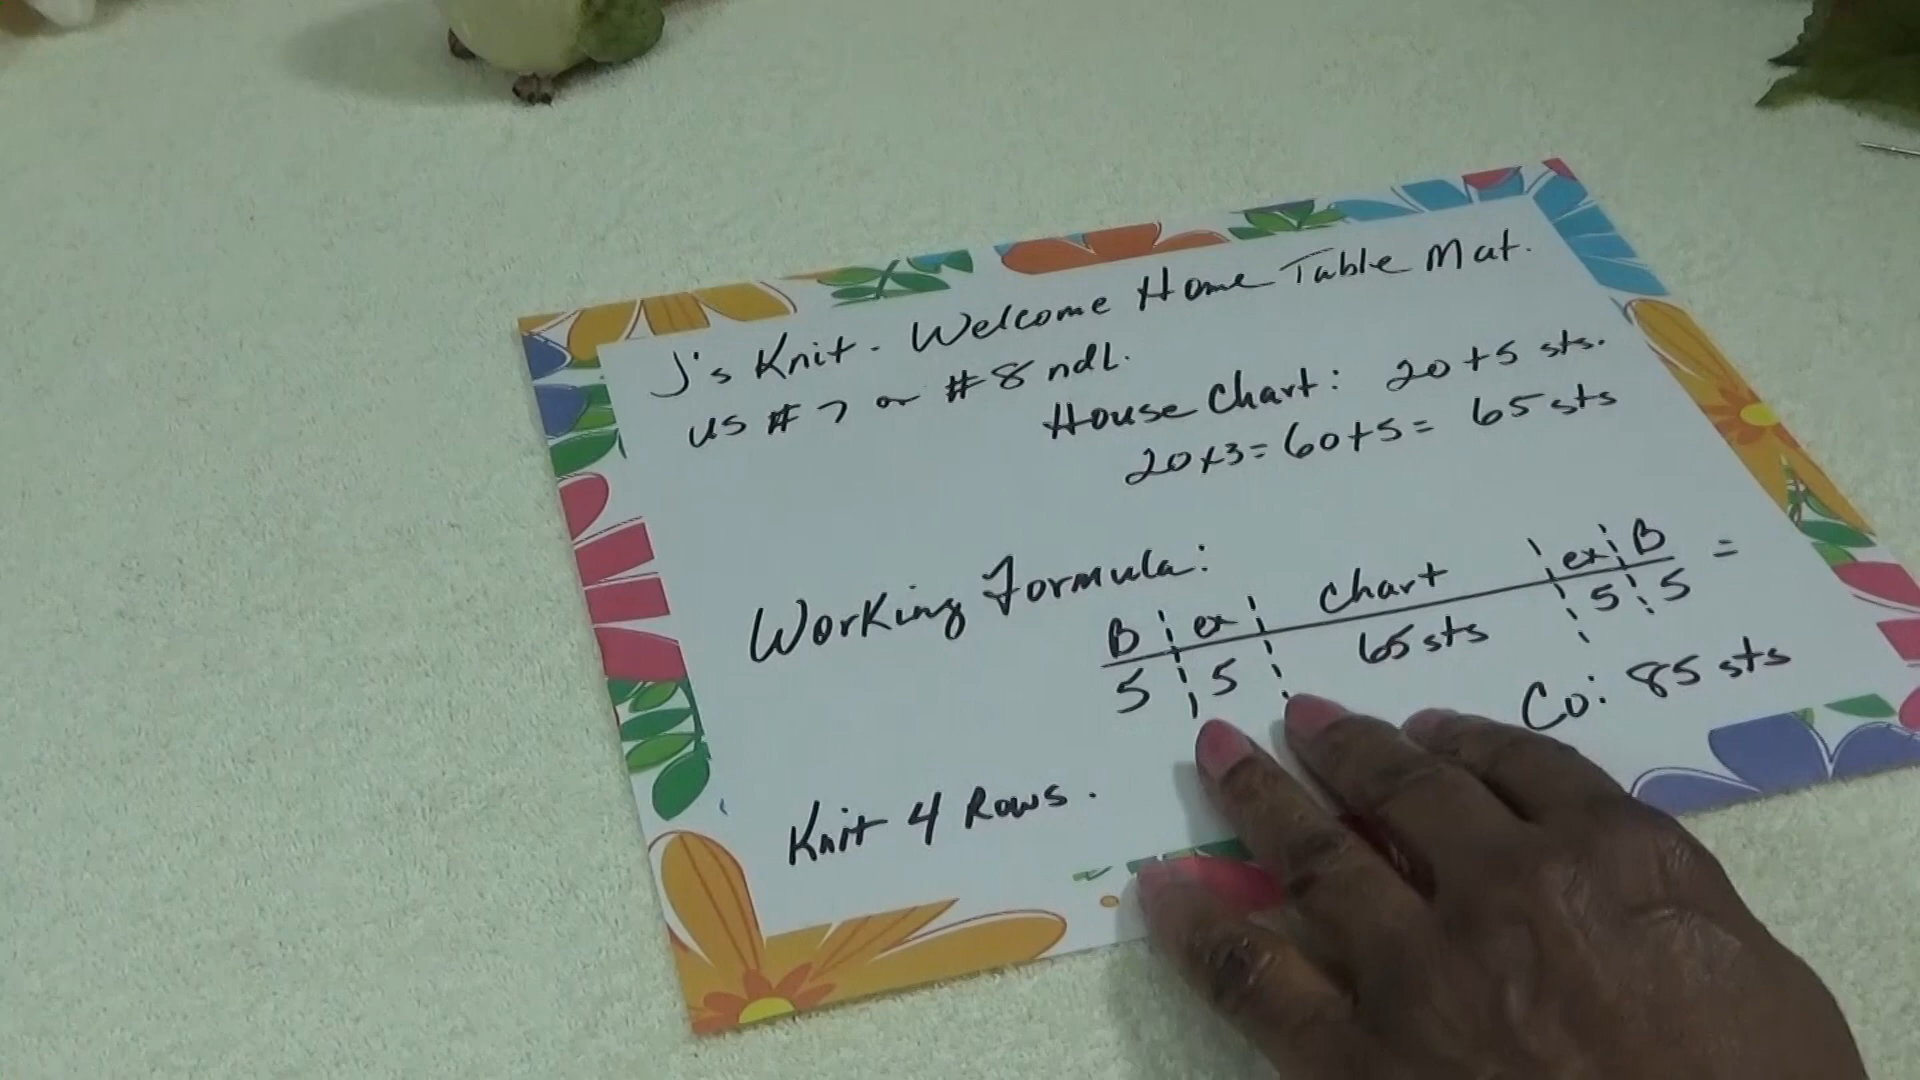 J's Knit - Welcome Home Table Mat.
US #7 or #8 ndl.
House Chart: 20+5 sts.
20x3=60+5= 65 sts
Working Formula:
B ex Chart ex B =
5 5 65 sts 5 5
Co: 85 sts
Knit 4 Rows.